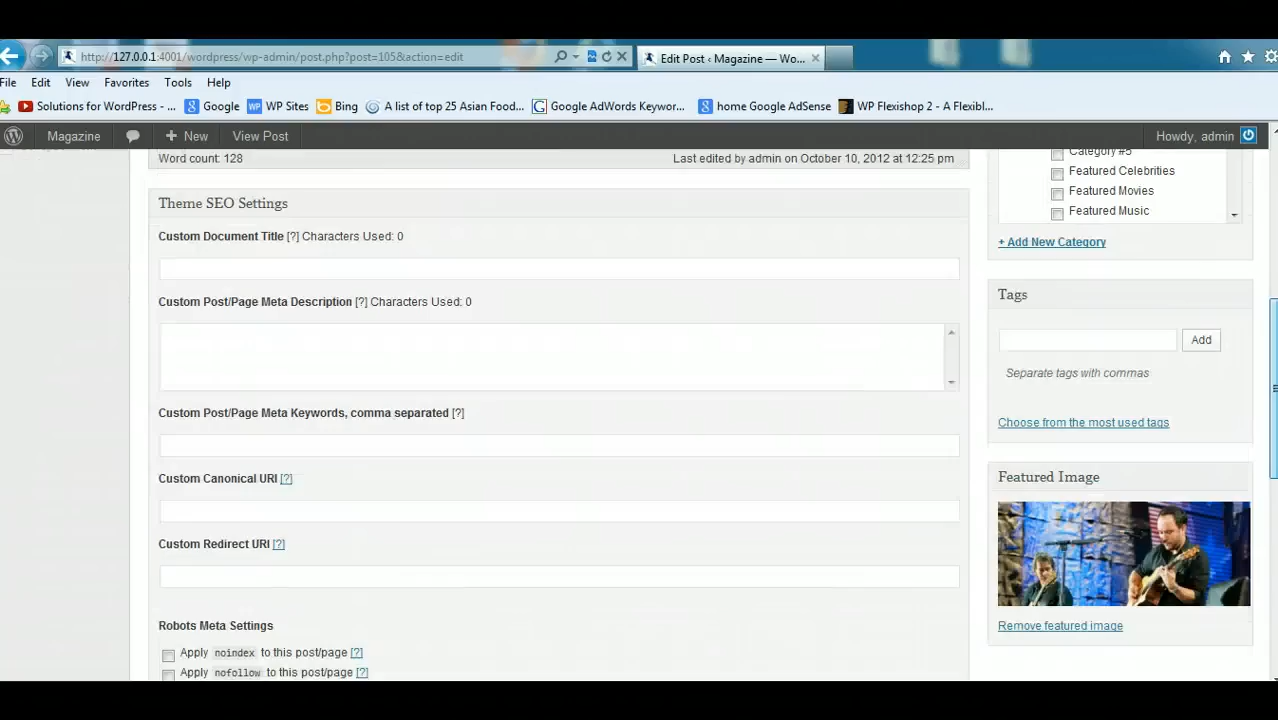 http://127.0.0.1:4001/wordpress/wp-admin/post.php?post=105&action=edit
Edit Post ‹ Magazine — Wo...
File Edit View Favorites Tools Help
Solutions for WordPress - ... Google WP Sites Bing A list of top 25 Asian Food... Google AdWords Keywor... home Google AdSense WP Flexishop 2 - A Flexibl...
Magazine + New View Post Howdy, admin
Word count: 128 Last edited by admin on October 10, 2012 at 12:25 pm
Category #5
Featured Celebrities
Featured Movies
Featured Music
+ Add New Category
Theme SEO Settings
Custom Document Title [?] Characters Used: 0
Custom Post/Page Meta Description [?] Characters Used: 0
Custom Post/Page Meta Keywords, comma separated [?]
Custom Canonical URI [?]
Custom Redirect URI [?]
Robots Meta Settings
Apply noindex to this post/page [?]
Apply nofollow to this post/page [?]
Tags
Add
Separate tags with commas
Choose from the most used tags
Featured Image
Remove featured image